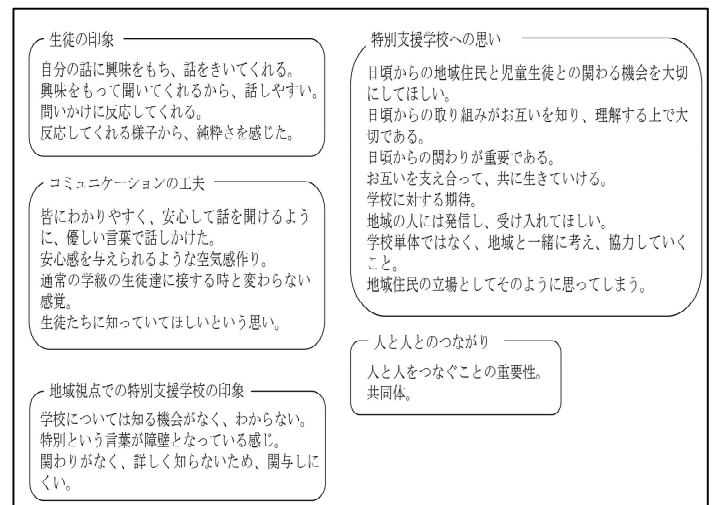 生徒の印象
自分の話に興味をもち、話をきいてくれる。
興味をもって聞いてくれるから、話しやすい。
問いかけに反応してくれる。
反応してくれる様子から、純粋さを感じた。
コミュニケーションの工夫
皆にわかりやすく、安心して話を聞けるよう
に、優しい言葉で話しかけた。
安心感を与えられるような空気感作り。
通常の学級の生徒達に接する時と変わらない
感覚。
生徒たちに知っていてほしいという思い。
地域視点での特別支援学校の印象
学校については知る機会がなく、わからない。
特別という言葉が障壁となっている感じ。
関わりがなく、詳しく知らないため、関与しに
くい。
特別支援学校への思い
日頃からの地域住民と児童生徒との関わる機会を大切
にしてほしい。
日頃からの取り組みがお互いを知り、理解する上で大
切である。
日頃からの関わりが重要である。
お互いを支え合って、共に生きていける。
学校に対する期待。
地域の人には発信し、受け入れてほしい。
学校単体ではなく、地域と一緒に考え、協力していく
こと。
地域住民の立場としてそのように思ってしまう。
人と人とのつながり
人と人をつなぐことの重要性。
共同体。